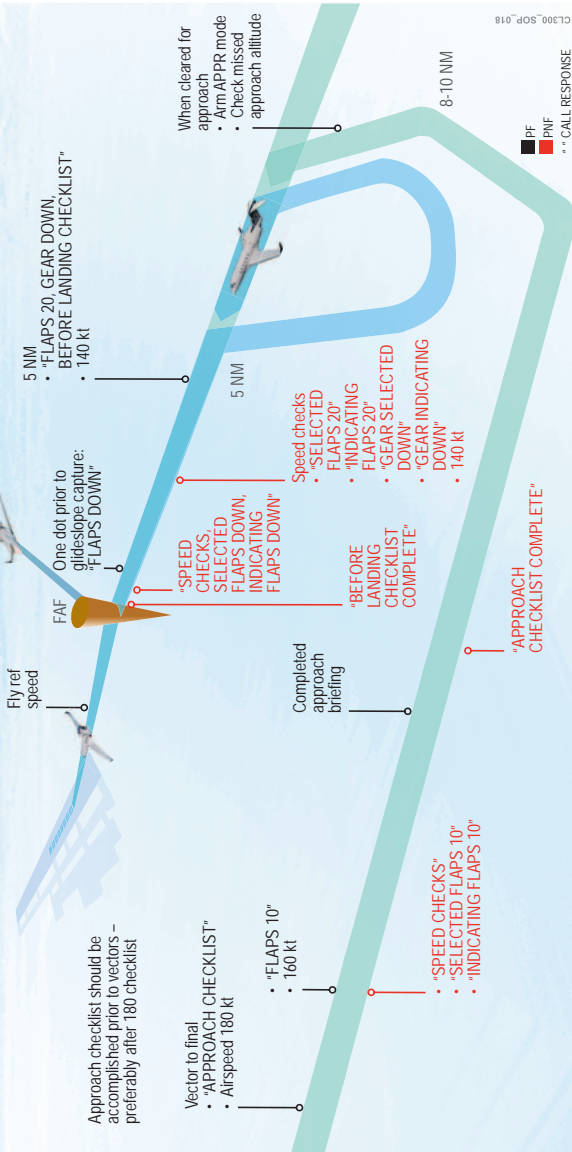 Approach checklist should be
accomplished prior to vectors –
preferably after 180 checklist
Vector to final
• "APPROACH CHECKLIST"
• Airspeed 180 kt
• "FLAPS 10"
• 160 kt
• "SPEED CHECKS"
• "SELECTED FLAPS 10"
• "INDICATING FLAPS 10"
Completed
approach
briefing
"APPROACH
CHECKLIST COMPLETE"
8-10 NM
When cleared for
approach
• Arm APPR mode
• Check missed
approach altitude
5 NM
• "FLAPS 20, GEAR DOWN,
BEFORE LANDING CHECKLIST"
• 140 kt
5 NM
Speed checks
• "SELECTED
FLAPS 20"
• "INDICATING
FLAPS 20"
• "GEAR SELECTED
DOWN"
• "GEAR INDICATING
DOWN"
• 140 kt
One dot prior to
glideslope capture:
"FLAPS DOWN"
"SPEED
CHECKS,
SELECTED
FLAPS DOWN,
INDICATING
FLAPS DOWN"
"BEFORE
LANDING
CHECKLIST
COMPLETE"
FAF
Fly ref
speed
PF
PNF
" " CALL RESPONSE
CL300_SOP_018